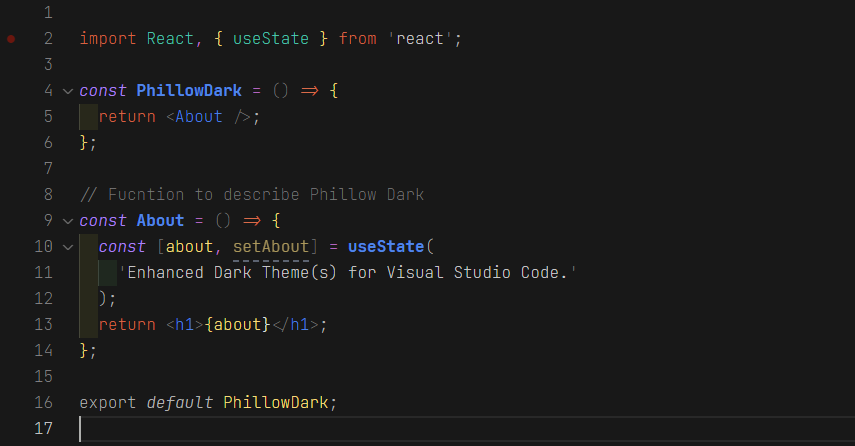 1
2 import React, { useState } from 'react';
3
4 const PhillowDark = () => {
5 return <About />;
6 };
7
8 // Fucntion to describe Phillow Dark
9 const About = () => {
10 const [about, setAbout] = useState(
11 'Enhanced Dark Theme(s) for Visual Studio Code.'
12 );
13 return <h1>{about}</h1>;
14 };
15
16 export default PhillowDark;
17